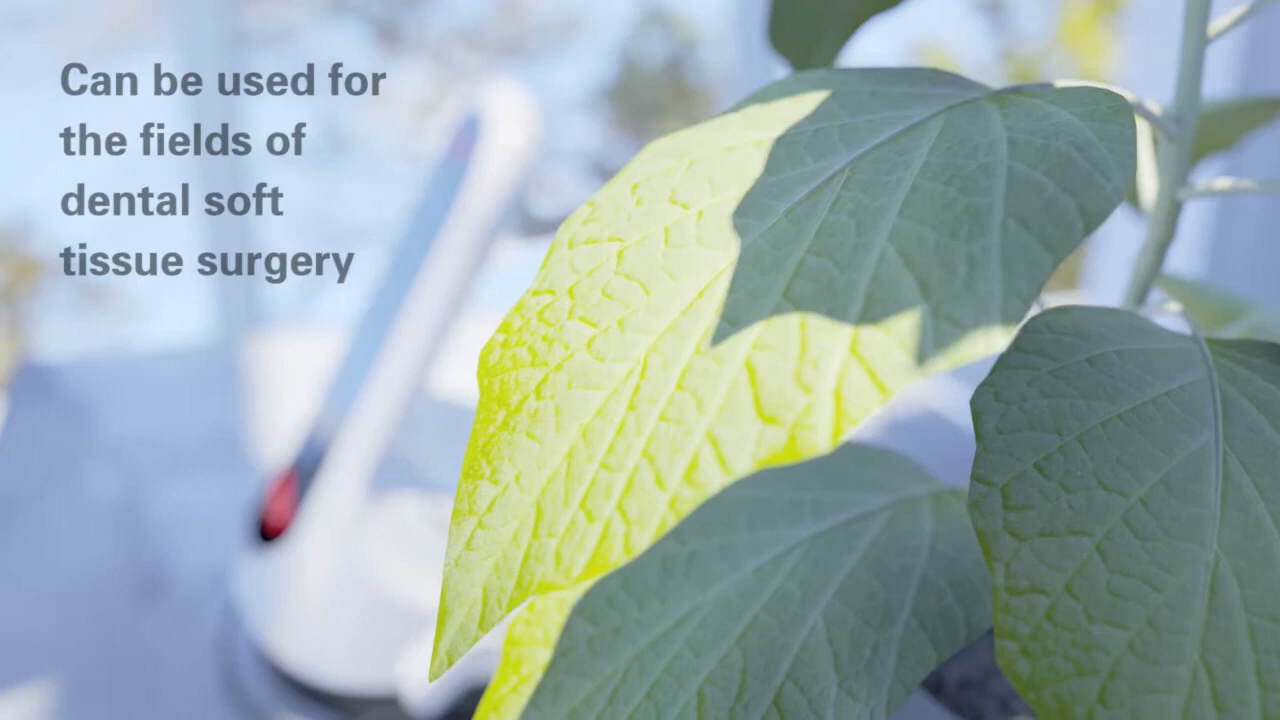 Can be used for
the fields of
dental soft
tissue surgery